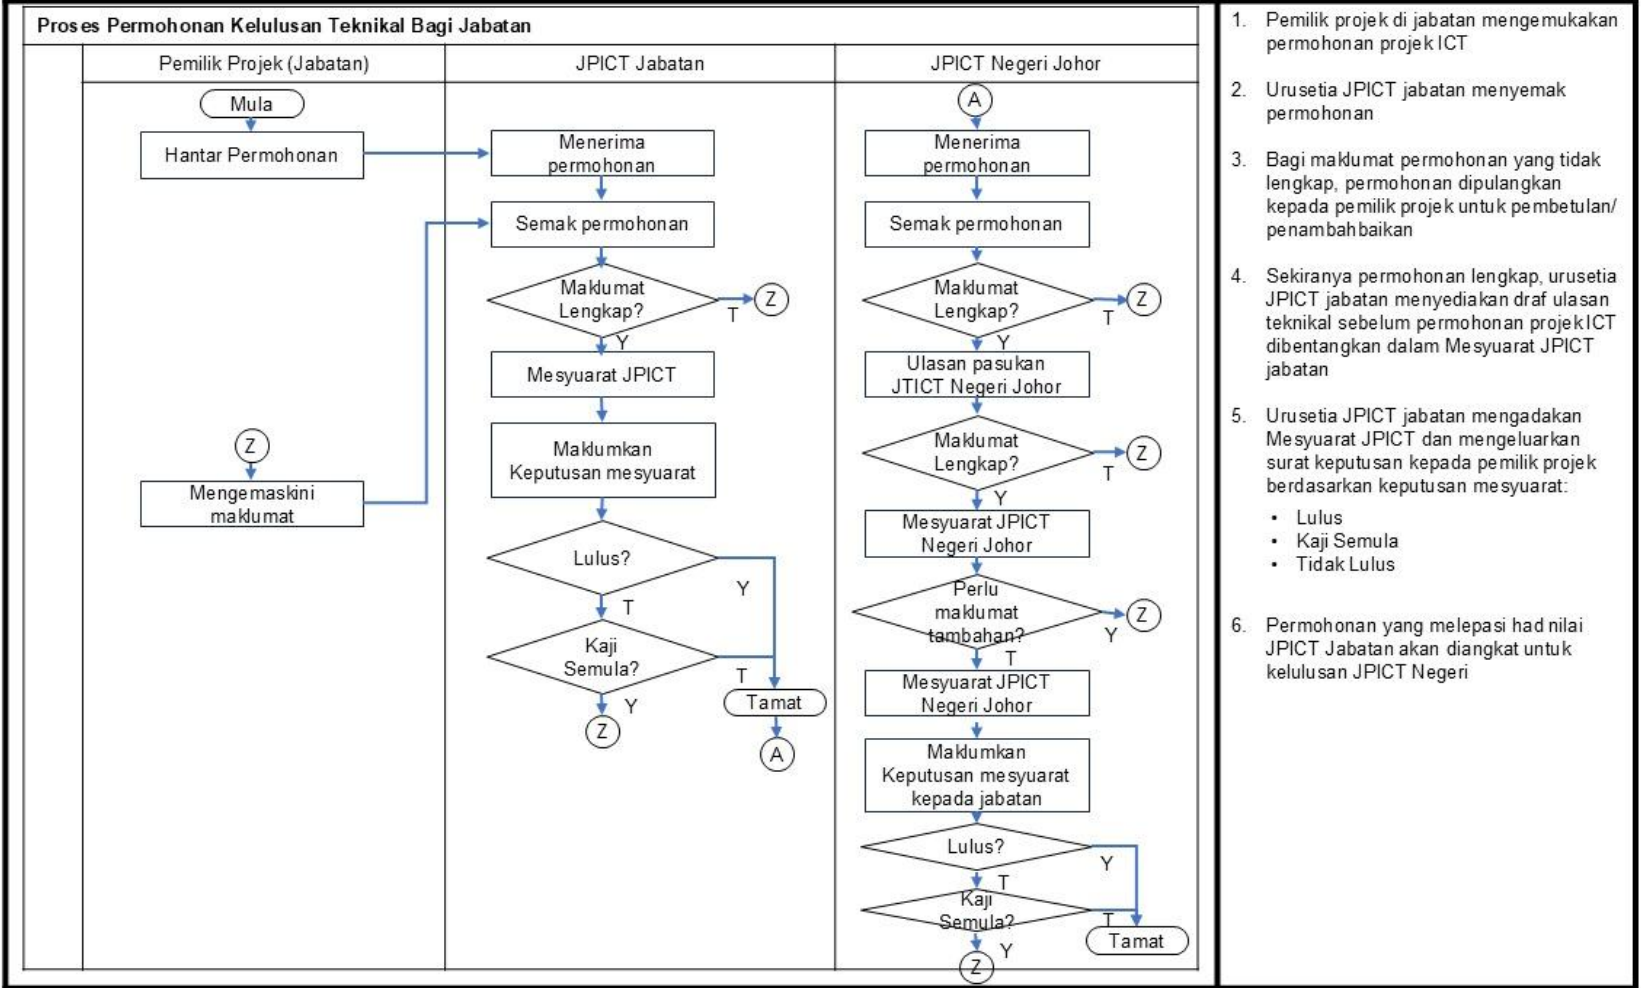 Proses Permohonan Kelulusan Teknikal Bagi Jabatan
Pemilik Projek (Jabatan)
JPICT Jabatan
JPICT Negeri Johor
Mula
Hantar Permohonan
Z
Mengemaskini
maklumat
Menerima
permohonan
Semak permohonan
Maklumat
Lengkap?
Z
T
Y
Mesyuarat JPICT
Maklumkan
Keputusan mesyuarat
Lulus?
Y
T
Kaji
Semula?
T
Y
Z
Tamat
A
A
Menerima
permohonan
Semak permohonan
Maklumat
Lengkap?
Z
T
Y
Ulasan pasukan
JTICT Negeri Johor
Maklumat
Lengkap?
Z
T
Y
Mesyuarat JPICT
Negeri Johor
Perlu
maklumat
tambahan?
Z
Y
T
Mesyuarat JPICT
Negeri Johor
Maklumkan
Keputusan mesyuarat
kepada jabatan
Lulus?
Y
T
Kaji
Semula?
T
Tamat
Y
Z
1. Pemilik projek di jabatan mengemukakan
permohonan projek ICT
2. Urusetia JPICT jabatan menyemak
permohonan
3. Bagi maklumat permohonan yang tidak
lengkap, permohonan dipulangkan
kepada pemilik projek untuk pembetulan/
penambahbaikan
4. Sekiranya permohonan lengkap, urusetia
JPICT jabatan menyediakan draf ulasan
teknikal sebelum permohonan projek ICT
dibentangkan dalam Mesyuarat JPICT
jabatan
5. Urusetia JPICT jabatan mengadakan
Mesyuarat JPICT dan mengeluarkan
surat keputusan kepada pemilik projek
berdasarkan keputusan mesyuarat:
• Lulus
• Kaji Semula
• Tidak Lulus
6. Permohonan yang melepasi had nilai
JPICT Jabatan akan diangkat untuk
kelulusan JPICT Negeri